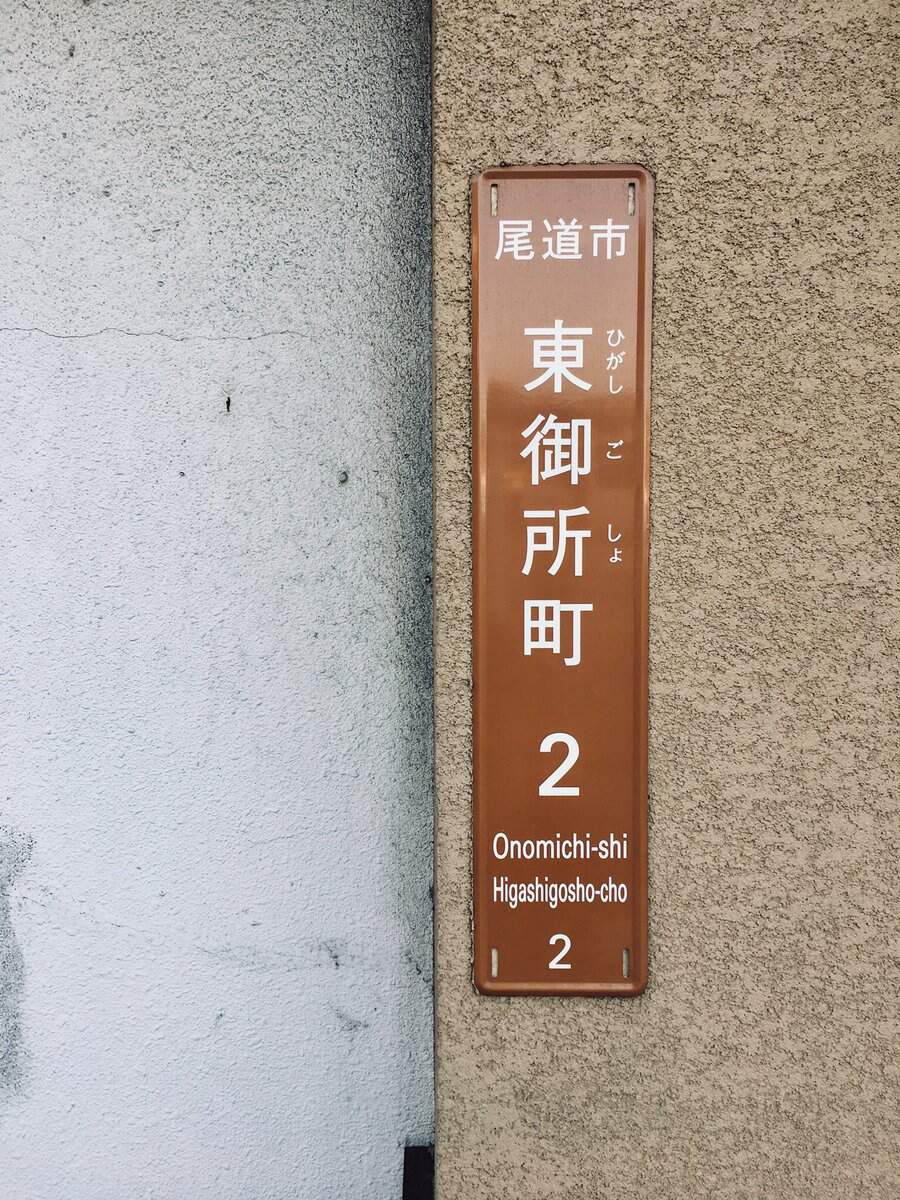 尾道市
東御所町
ひがし ご しょ
2
Onomichi-shi
Higashigosho-cho
2